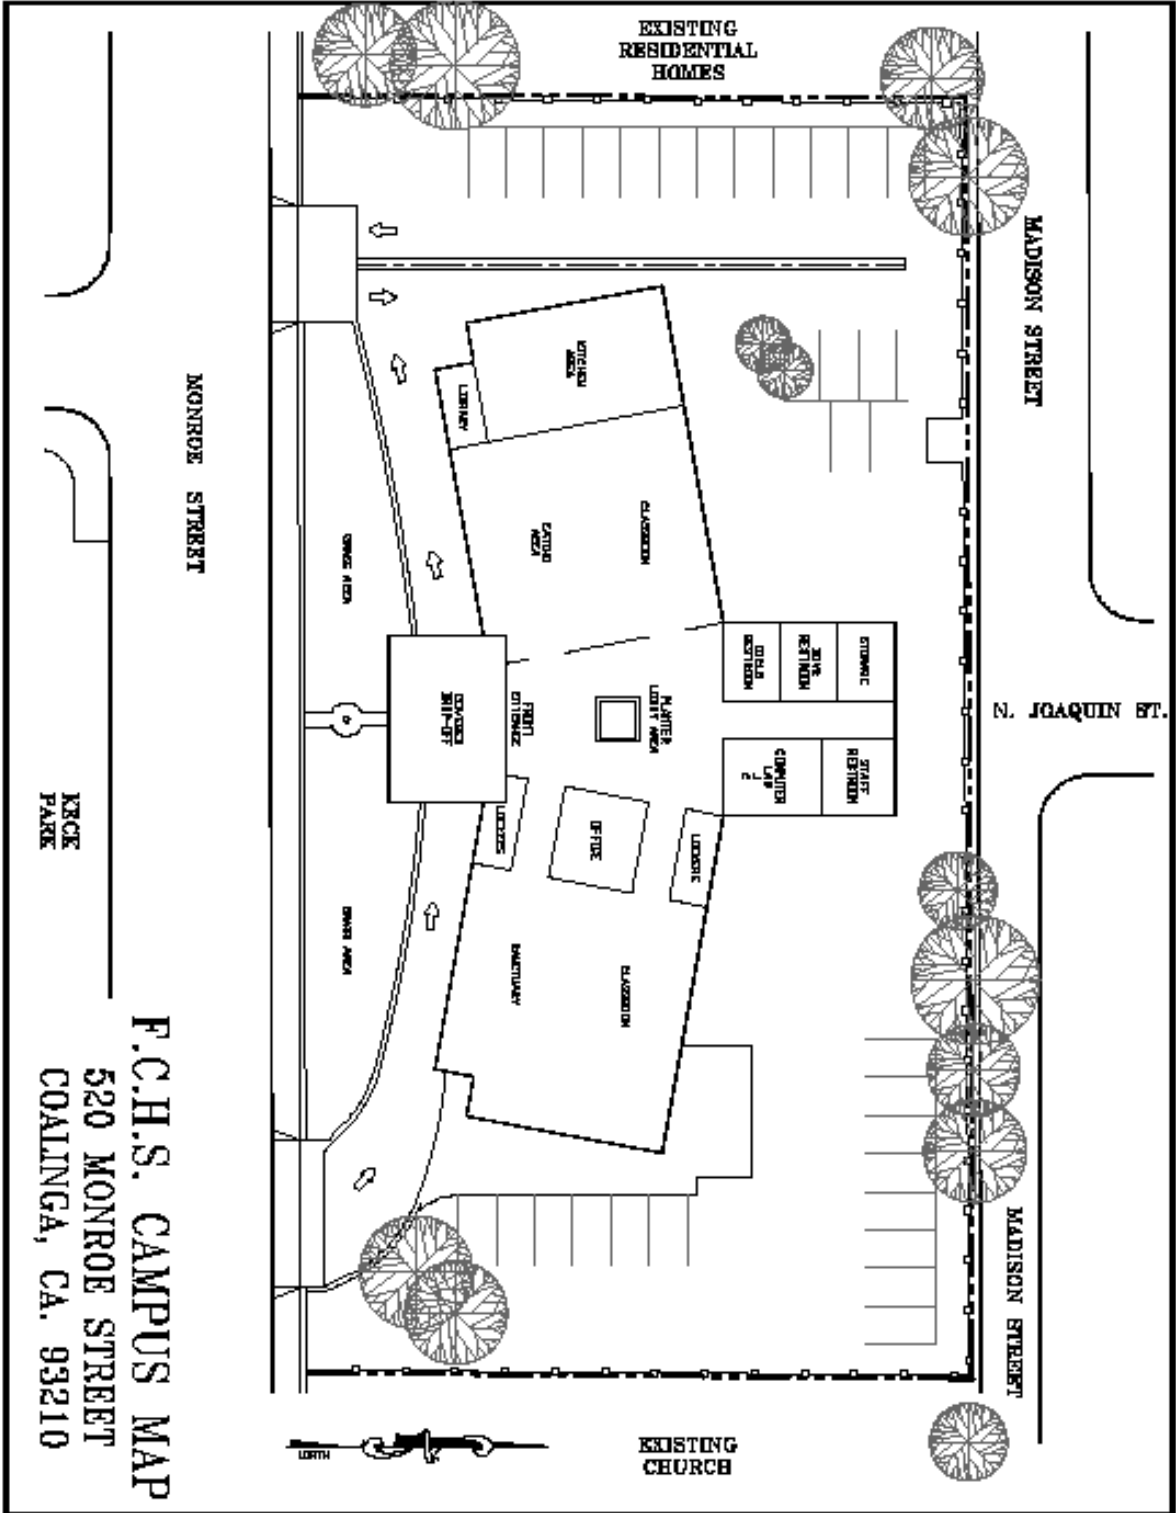 EXISTING
RESIDENTIAL
HOMES
MADISON STREET
MONROE STREET
KITCHEN
AREA
LIBRARY
EATING
AREA
CLASSROOM
GRASS AREA
GIRLS
RESTROOM
BOYS
RESTROOM
STORAGE
COVERED
DROP-OFF
FRONT
ENTRANCE
PLANTER
LOBBY AREA
N. JOAQUIN ST.
COMPUTER
LAB
STAFF
RESTROOM
LOCKERS
OFFICE
LOCKERS
KECK
PARK
GRASS AREA
SANCTUARY
CLASSROOM
MADISON STREET
F.C.H.S. CAMPUS MAP
520 MONROE STREET
COALINGA, CA. 93210
EXISTING
CHURCH